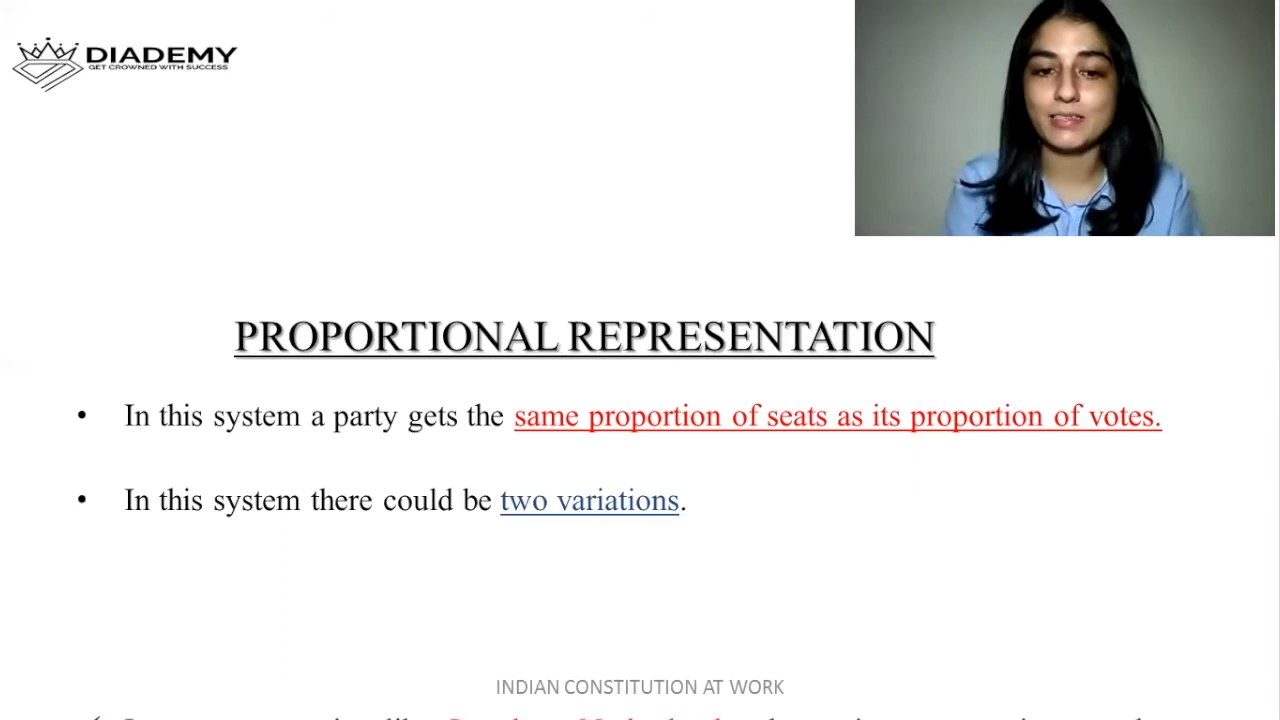 DIADEMY
GET CROWNED WITH SUCCESS
PROPORTIONAL REPRESENTATION
• In this system a party gets the same proportion of seats as its proportion of votes.
• In this system there could be two variations.
INDIAN CONSTITUTION AT WORK